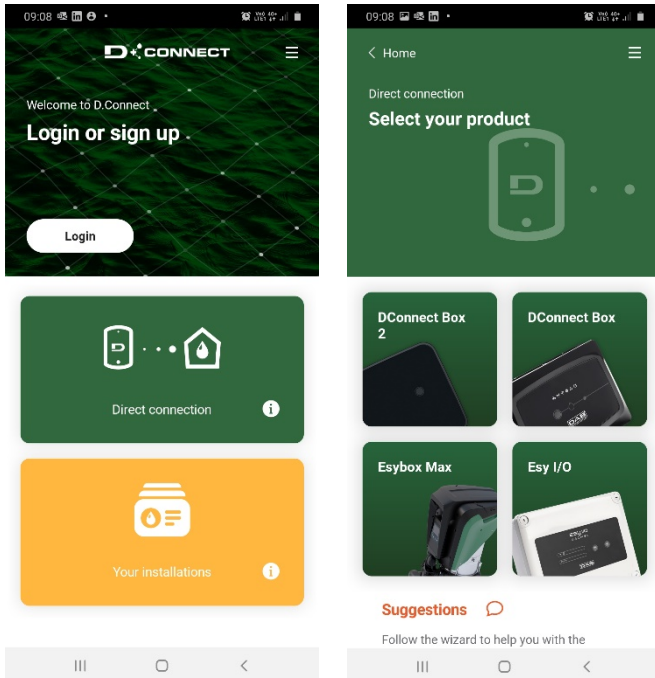 09:08
D+CONNECT
Welcome to D.Connect
Login or sign up
Login
D
Direct connection
Your installations
09:08
Home
Direct connection
Select your product
D
DConnect Box
2
DConnect Box
DAB
Esybox Max
Esy I/O
DAB
Suggestions
Follow the wizard to help you with the